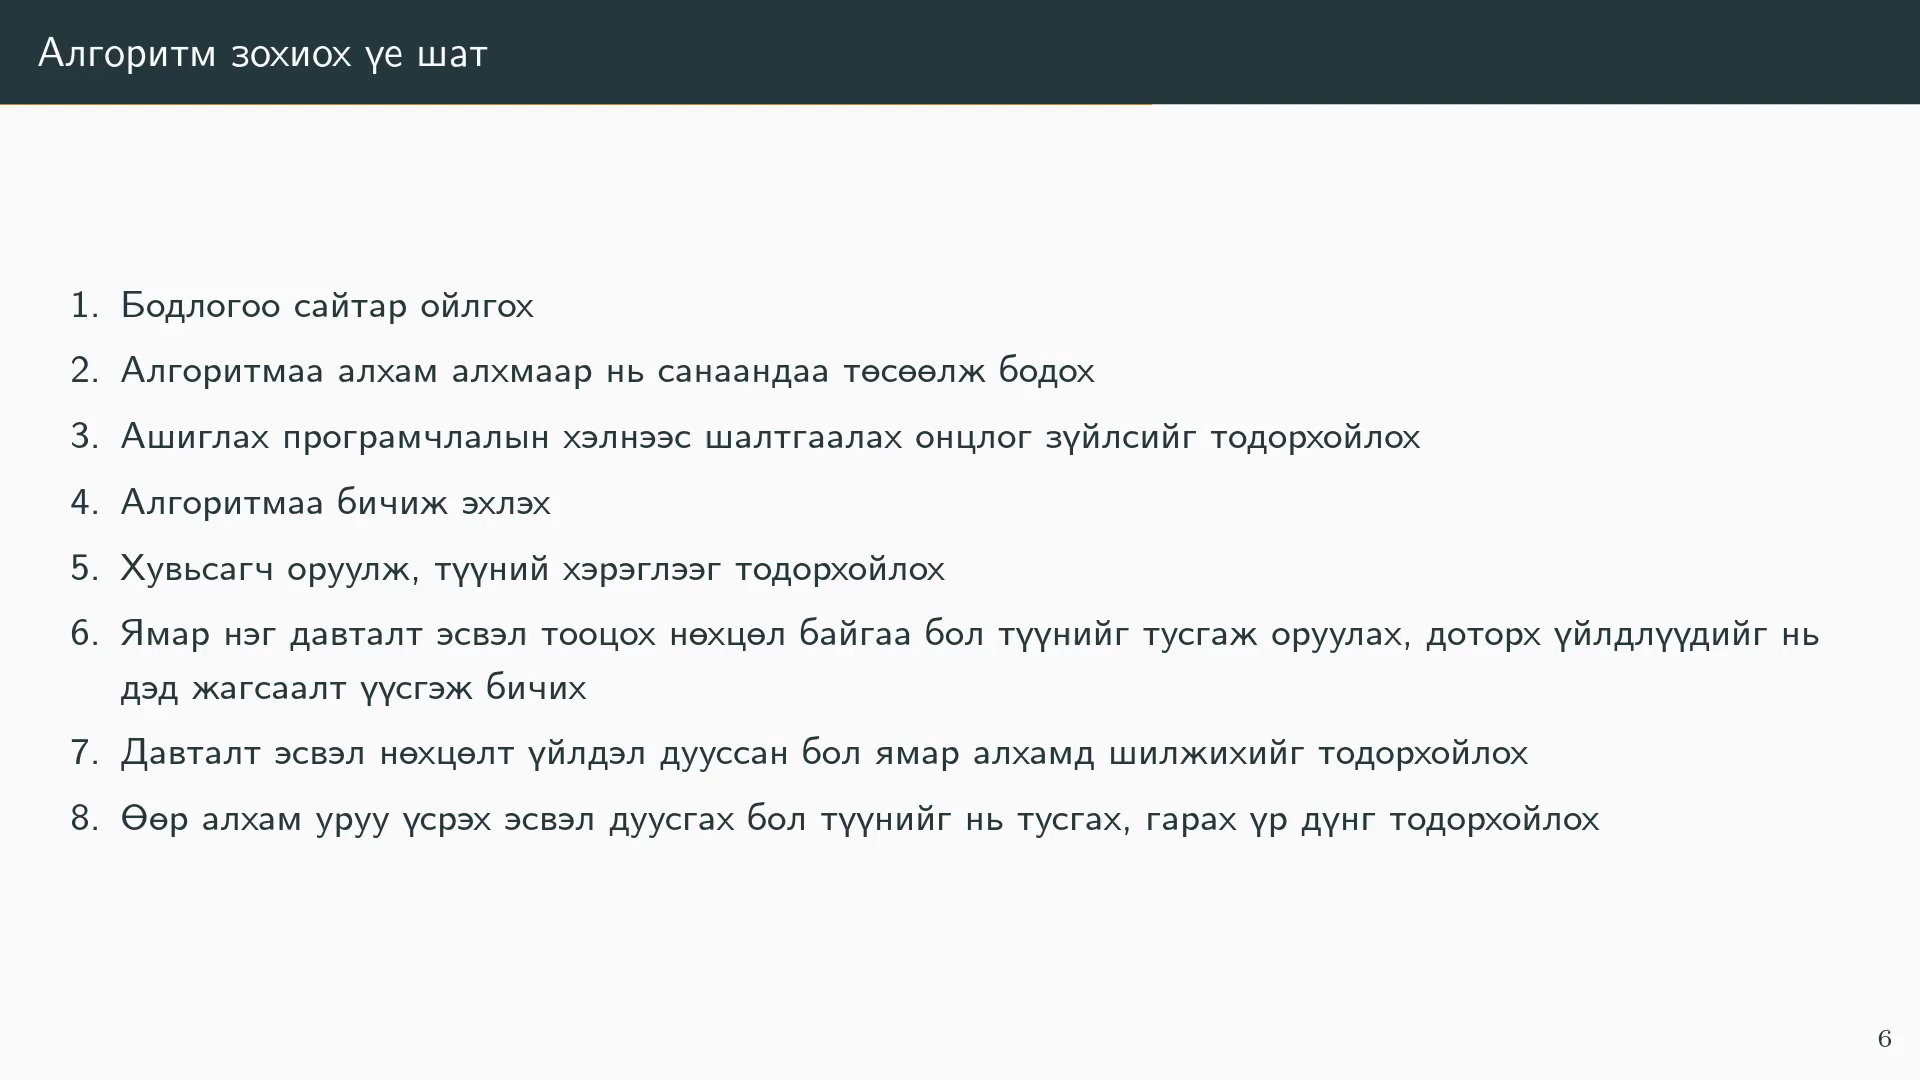 Алгоритм зохиох үе шат
1. Бодлогоо сайтар ойлгох
2. Алгоритмаа алхам алхмаар нь санаандаа төсөөлж бодох
3. Ашиглах програмчлалын хэлнээс шалтгаалах онцлог зүйлсийг тодорхойлох
4. Алгоритмаа бичиж эхлэх
5. Хувьсагч оруулж, түүний хэрэглээг тодорхойлох
6. Ямар нэг давталт эсвэл тооцох нөхцөл байгаа бол түүнийг тусгаж оруулах, доторх үйлдлүүдийг нь
дэд жагсаалт үүсгэж бичих
7. Давталт эсвэл нөхцөлт үйлдэл дууссан бол ямар алхамд шилжихийг тодорхойлох
8. Өөр алхам уруу үсрэх эсвэл дуусгах бол түүнийг нь тусгах, гарах үр дүнг тодорхойлох
6